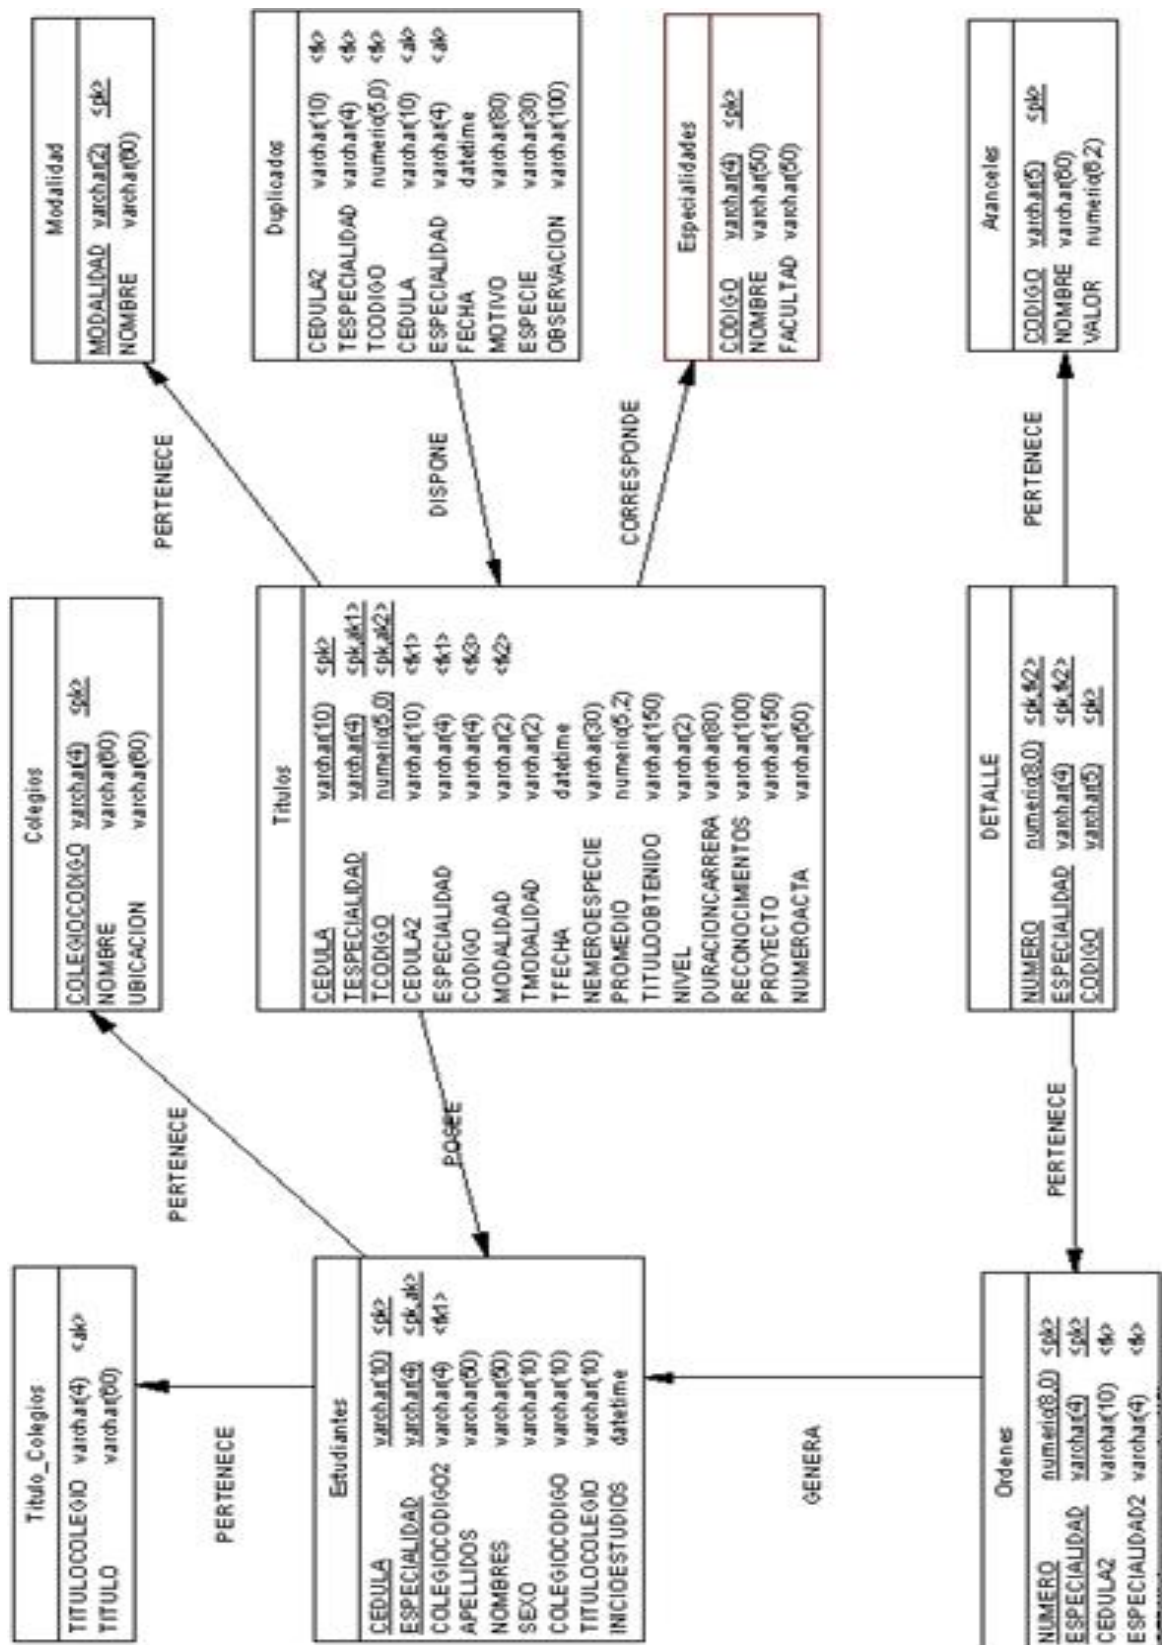 Titulo_Colegios
TITULOCOLEGIO varchar(4) <ak>
TITULO varchar(60)
Colegios
COLEGIOCODIGO varchar(4) <pk>
NOMBRE varchar(60)
UBICACION varchar(60)
Modalidad
MODALIDAD varchar(2) <pk>
NOMBRE varchar(60)
PERTENECE
PERTENECE
PERTENECE
Estudiantes
CEDULA varchar(10) <pk>
ESPECIALIDAD varchar(4) <pk,ak>
COLEGIOCODIGO2 varchar(4) <fk1>
APELLIDOS varchar(50)
NOMBRES varchar(50)
SEXO varchar(10)
COLEGIOCODIGO varchar(10)
TITULOCOLEGIO varchar(10)
INICIOESTUDIOS datetime
POSEE
Titulos
CEDULA varchar(10) <pk>
TESPECIALIDAD varchar(4) <pk,ak1>
TCODIGO numeric(5,0) <pk,ak2>
CEDULA2 varchar(10) <fk1>
ESPECIALIDAD varchar(4) <fk1>
CODIGO varchar(4) <fk3>
MODALIDAD varchar(2) <fk2>
TMODALIDAD varchar(2)
TFECHA datetime
NEMEROESPECIE varchar(30)
PROMEDIO numeric(5,2)
TITULOOBTENIDO varchar(150)
NIVEL varchar(2)
DURACIONCARRERA varchar(80)
RECONOCIMENTOS varchar(100)
PROYECTO varchar(150)
NUMEROACTA varchar(50)
DISPONE
Duplicados
CEDULA2 varchar(10) <fk>
TESPECIALIDAD varchar(4) <fk>
TCODIGO numeric(5,0) <fk>
CEDULA varchar(10) <ak>
ESPECIALIDAD varchar(4) <ak>
FECHA datetime
MOTIVO varchar(80)
ESPECIE varchar(30)
OBSERVACION varchar(100)
CORRESPONDE
Especialidades
CODIGO varchar(4) <pk>
NOMBRE varchar(50)
FACULTAD varchar(50)
GENERA
Ordenes
NUMERO numeric(8,0) <pk>
ESPECIALIDAD varchar(4) <pk>
CEDULA2 varchar(10) <fk>
ESPECIALIDAD2 varchar(4) <fk>
PERTENECE
DETALLE
NUMERO numeric(8,0) <pk,fk2>
ESPECIALIDAD varchar(4) <pk,fk2>
CODIGO varchar(5) <pk>
PERTENECE
Aranceles
CODIGO varchar(5) <pk>
NOMBRE varchar(60)
VALOR numeric(8,2)